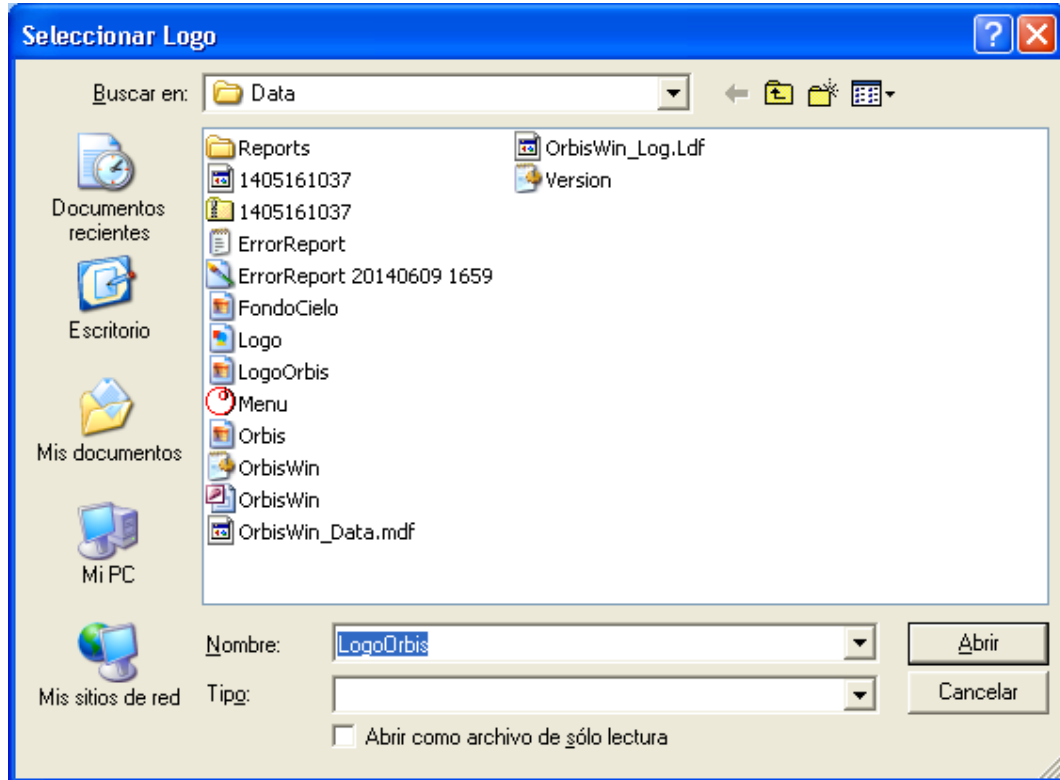 Seleccionar Logo
Buscar en: Data
Documentos
recientes
Escritorio
Mis documentos
Mi PC
Mis sitios de red
Reports
1405161037
1405161037
ErrorReport
ErrorReport 20140609 1659
FondoCielo
Logo
LogoOrbis
Menu
Orbis
OrbisWin
OrbisWin
OrbisWin_Data.mdf
OrbisWin_Log.Ldf
Version
Nombre: LogoOrbis Abrir
Tipo: Cancelar
Abrir como archivo de sólo lectura